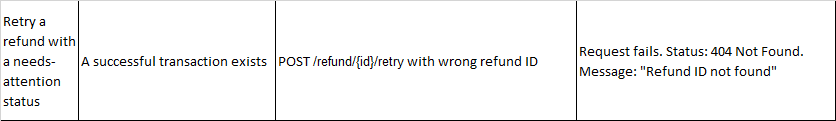 Retry a
refund with
a needs-
attention
status
A successful transaction exists
POST /refund/{id}/retry with wrong refund ID
Request fails. Status: 404 Not Found.
Message: "Refund ID not found"